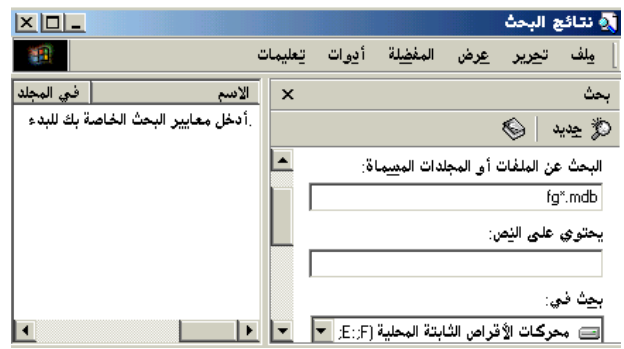 نتائج البحث
ملف تحرير عرض المفضلة أدوات تعليمات
بحث
جديد
البحث عن الملفات أو المجلدات المسماة:
fg*.mdb
يحتوي على النص:
بحث في:
محركات الأقراص الثابتة المحلية (E:;F:
الاسم في المجلد
أدخل معايير البحث الخاصة بك للبدء.